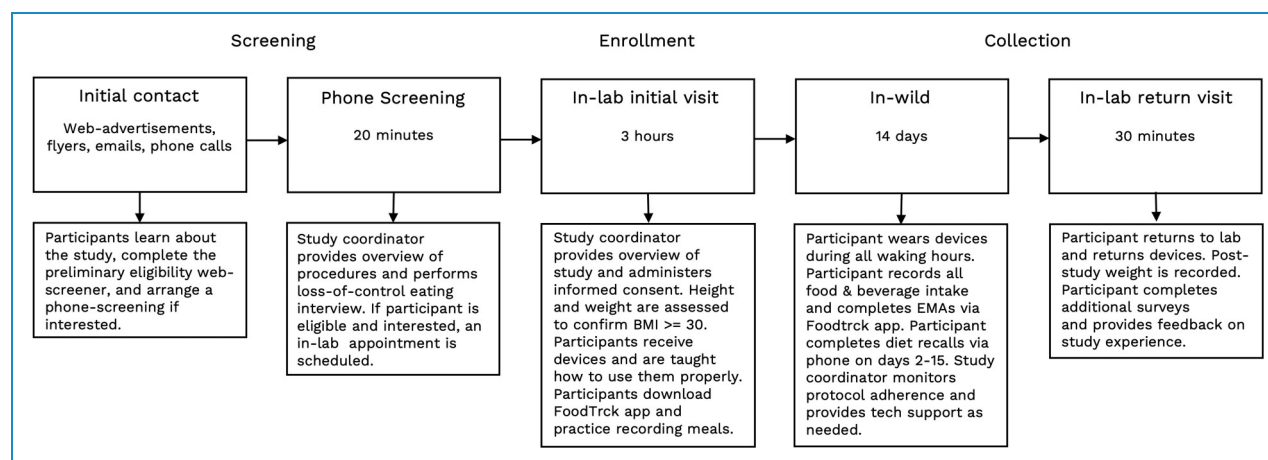 Screening
Enrollment
Collection
Initial contact
Web-advertisements,
flyers, emails, phone calls
Phone Screening
20 minutes
In-lab initial visit
3 hours
In-wild
14 days
In-lab return visit
30 minutes
Participants learn about
the study, complete the
preliminary eligibility web-
screener, and arrange a
phone-screening if
interested.
Study coordinator
provides overview of
procedures and performs
loss-of-control eating
interview. If participant is
eligible and interested, an
in-lab appointment is
scheduled.
Study coordinator
provides overview of
study and administers
informed consent. Height
and weight are assessed
to confirm BMI >= 30.
Participants receive
devices and are taught
how to use them properly.
Participants download
FoodTrck app and
practice recording meals.
Participant wears devices
during all waking hours.
Participant records all
food & beverage intake
and completes EMAs via
Foodtrck app. Participant
completes diet recalls via
phone on days 2-15. Study
coordinator monitors
protocol adherence and
provides tech support as
needed.
Participant returns to lab
and returns devices. Post-
study weight is recorded.
Participant completes
additional surveys
and provides feedback on
study experience.